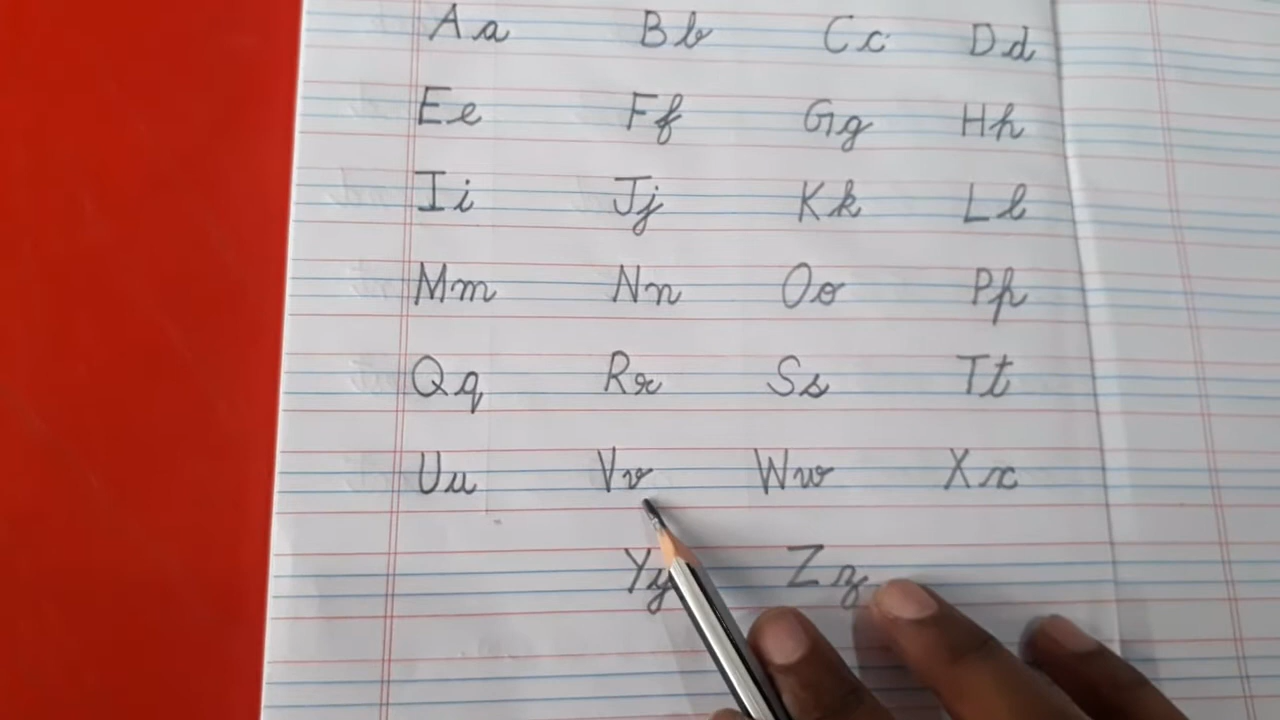 Aa Bb Cc Dd
Ee Ff Gg Hh
Ii Jj Kk Ll
Mm Nn Oo Pp
Qq Rr Ss Tt
Uu Vv Ww Xx
Yy Zz